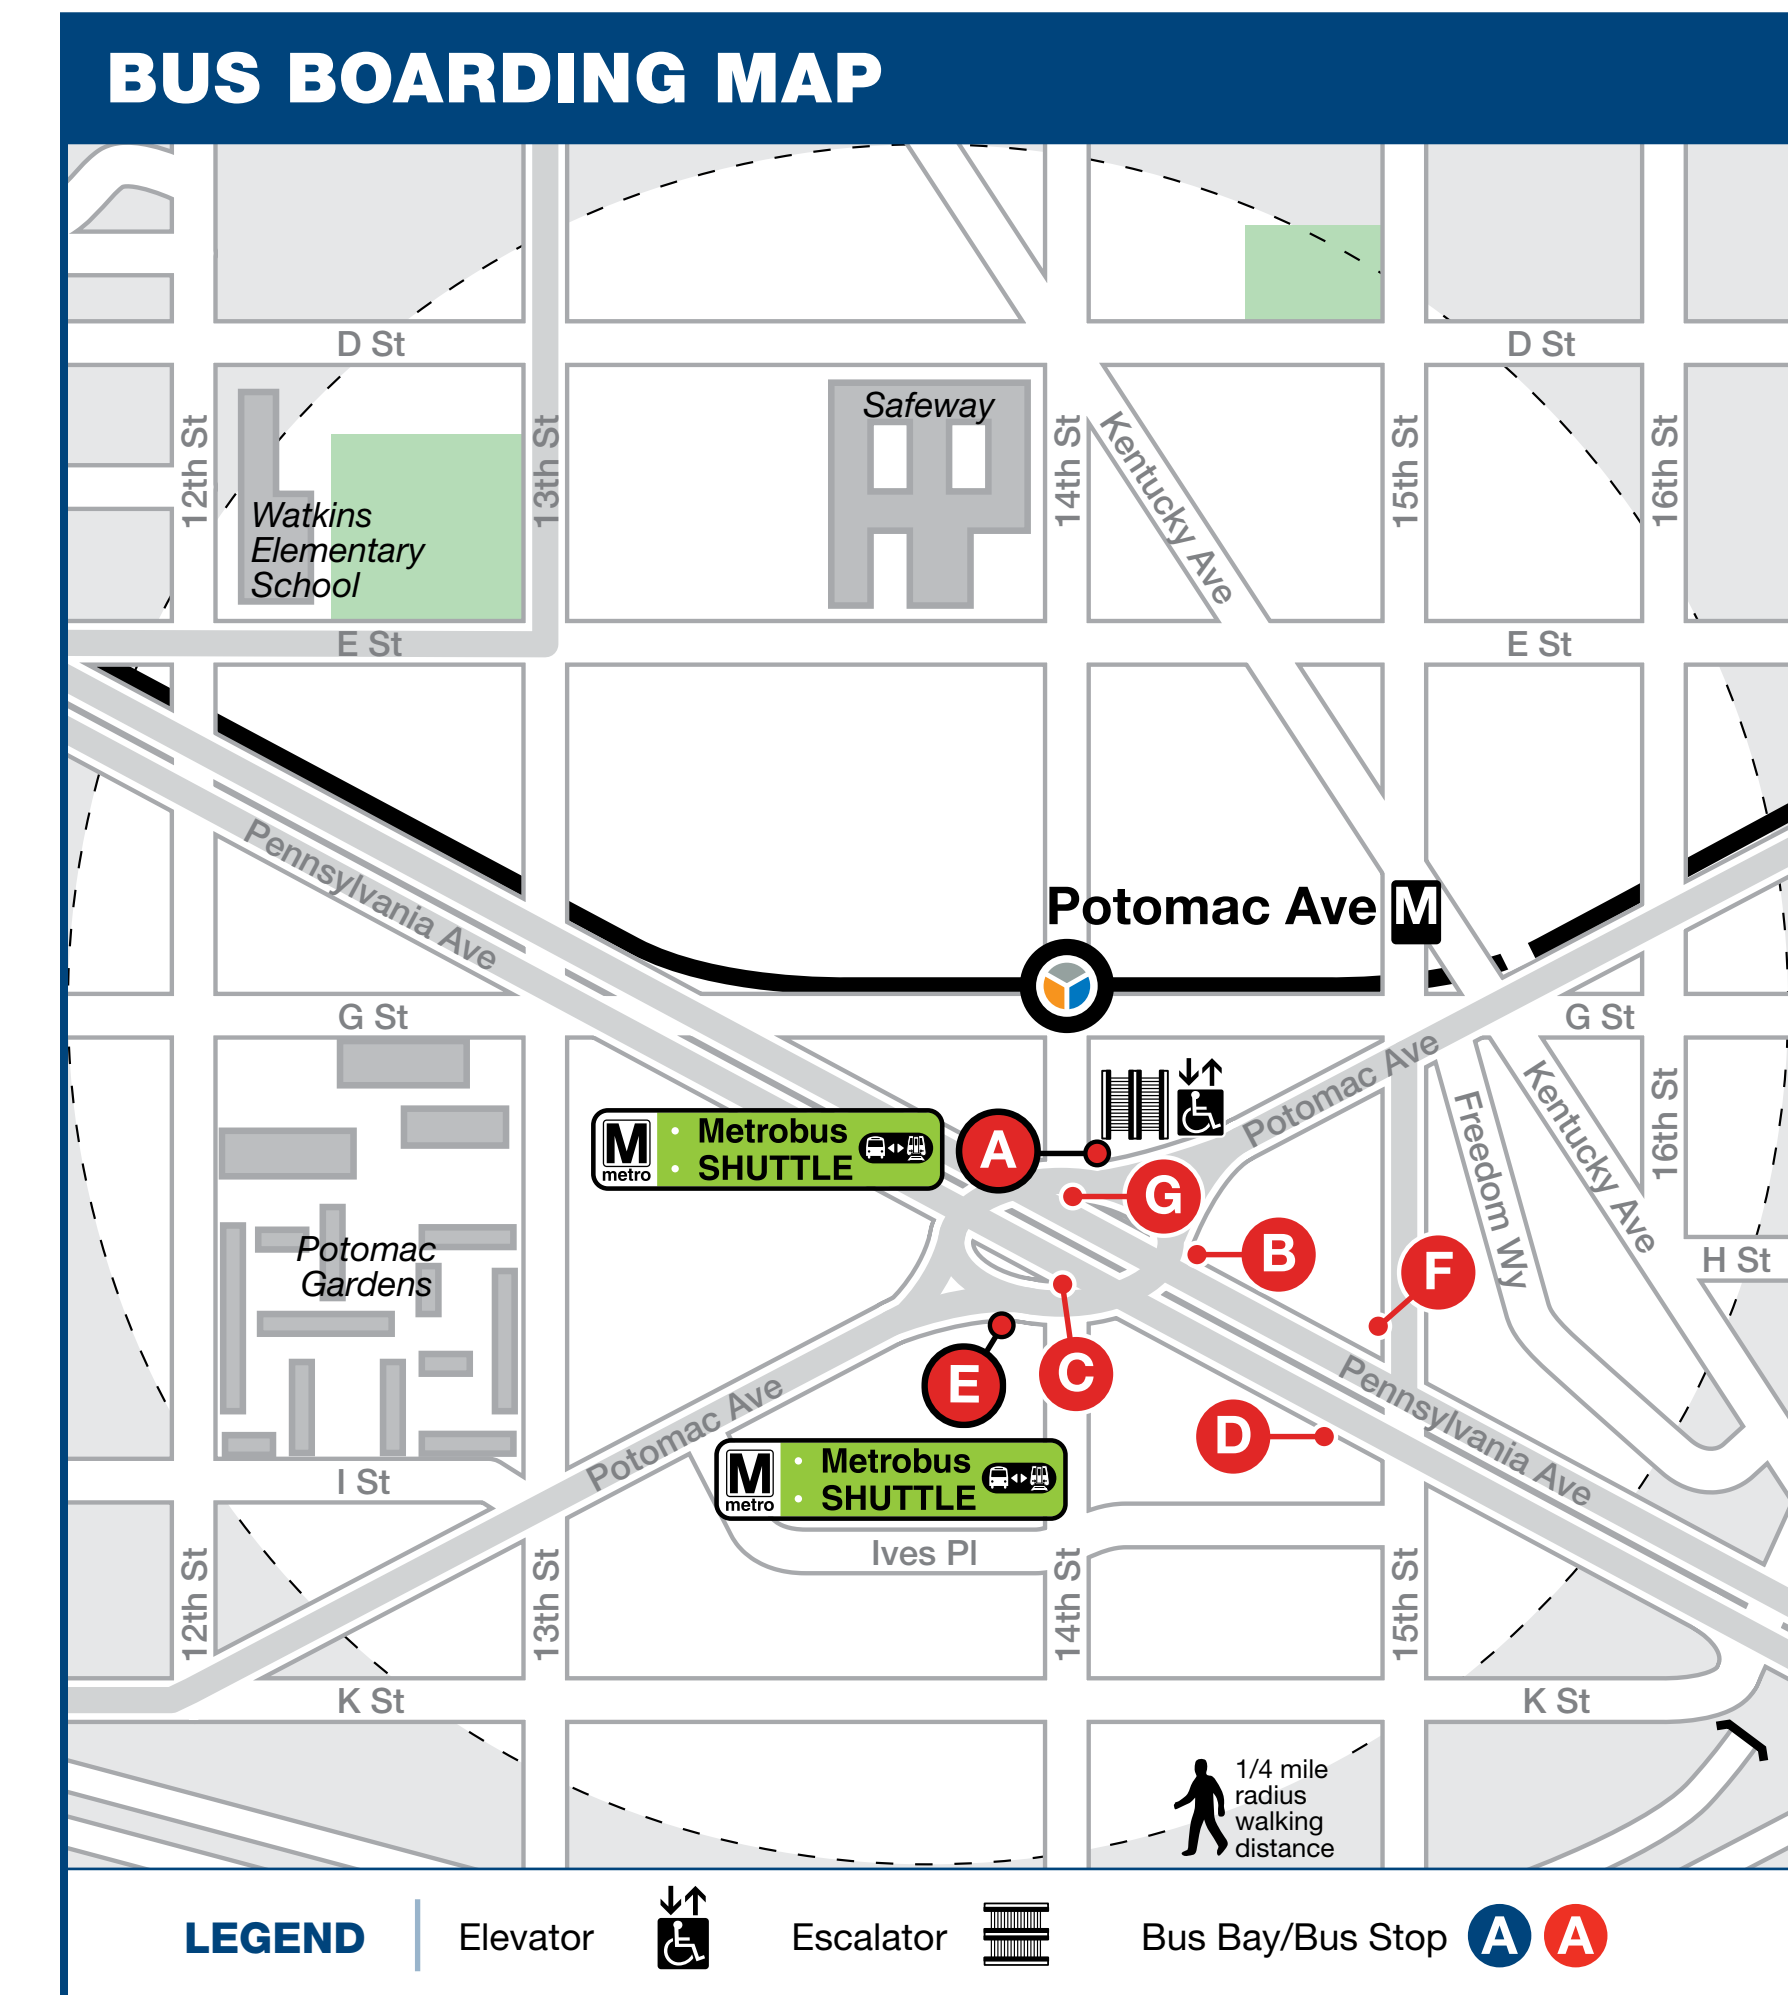 BUS BOARDING MAP
D St
D St
Safeway
12th St
13th St
14th St
Kentucky Ave
15th St
16th St
Watkins
Elementary
School
E St
E St
Pennsylvania Ave
Potomac Ave M
G St
G St
Potomac Ave
Freedom Wy
Kentucky Ave
16th St
M
metro
· Metrobus
· SHUTTLE
A
G
B
F
H St
Potomac
Gardens
E
C
D
Pennsylvania Ave
Potomac Ave
M
metro
· Metrobus
· SHUTTLE
I St
Ives Pl
12th St
13th St
14th St
15th St
K St
K St
1/4 mile
radius
walking
distance
LEGEND
Elevator
Escalator
Bus Bay/Bus Stop A A